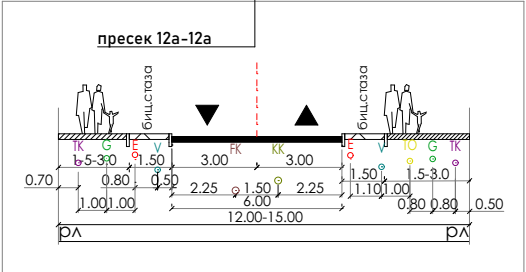 пресек 12а-12а
биц.стаза
биц.стаза
TK G E V FK KK E V TO G TK
1.5-3.0 1.50 3.00 3.00
1.50 1.5-3.0
0.70 0.80 0.50 2.25 1.50 2.25 1.10 1.00
1.00 1.00 6.00 0.80 0.80 0.50
12.00-15.00
рл рл